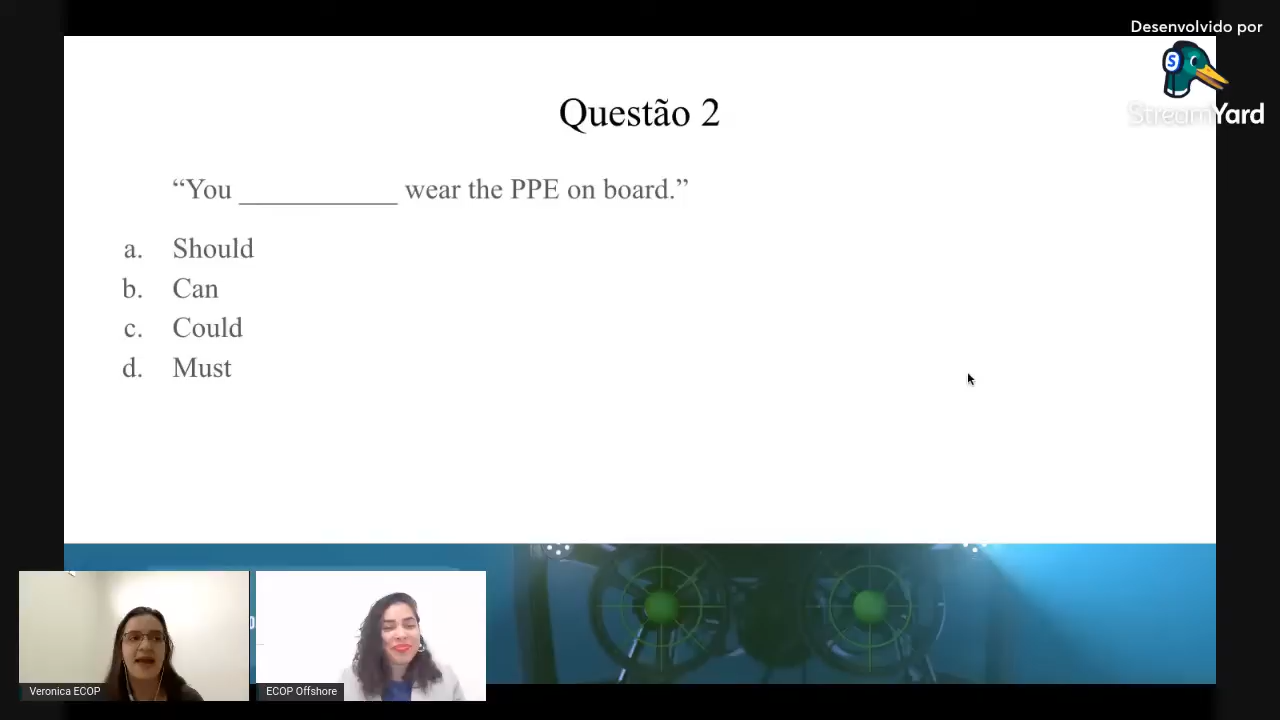 Desenvolvido por
StreamYard
Questão 2
“You ___________ wear the PPE on board.”
a. Should
b. Can
c. Could
d. Must
Veronica ECOP
ECOP Offshore